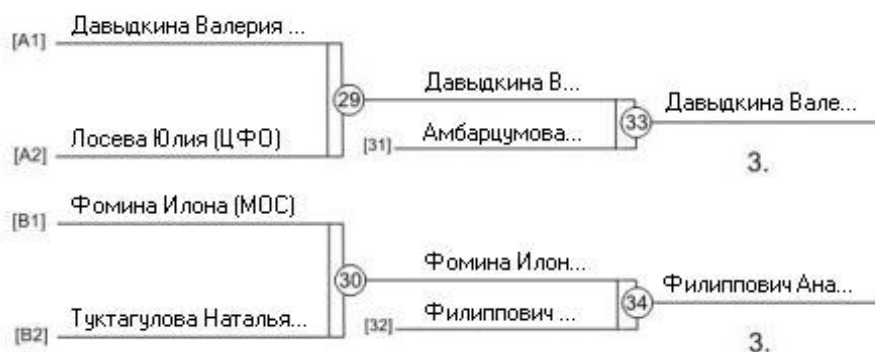 [A1] Давыдкина Валерия ...
29
Давыдкина В...
33
Давыдкина Вале...
[A2] Лосева Юлия (ЦФО)
[31] Амбарцумова...
3.
[B1] Фомина Илона (МОС)
30
Фомина Илон...
34
Филиппович Ана...
[B2] Туктагулова Наталья...
[32] Филиппович ...
3.